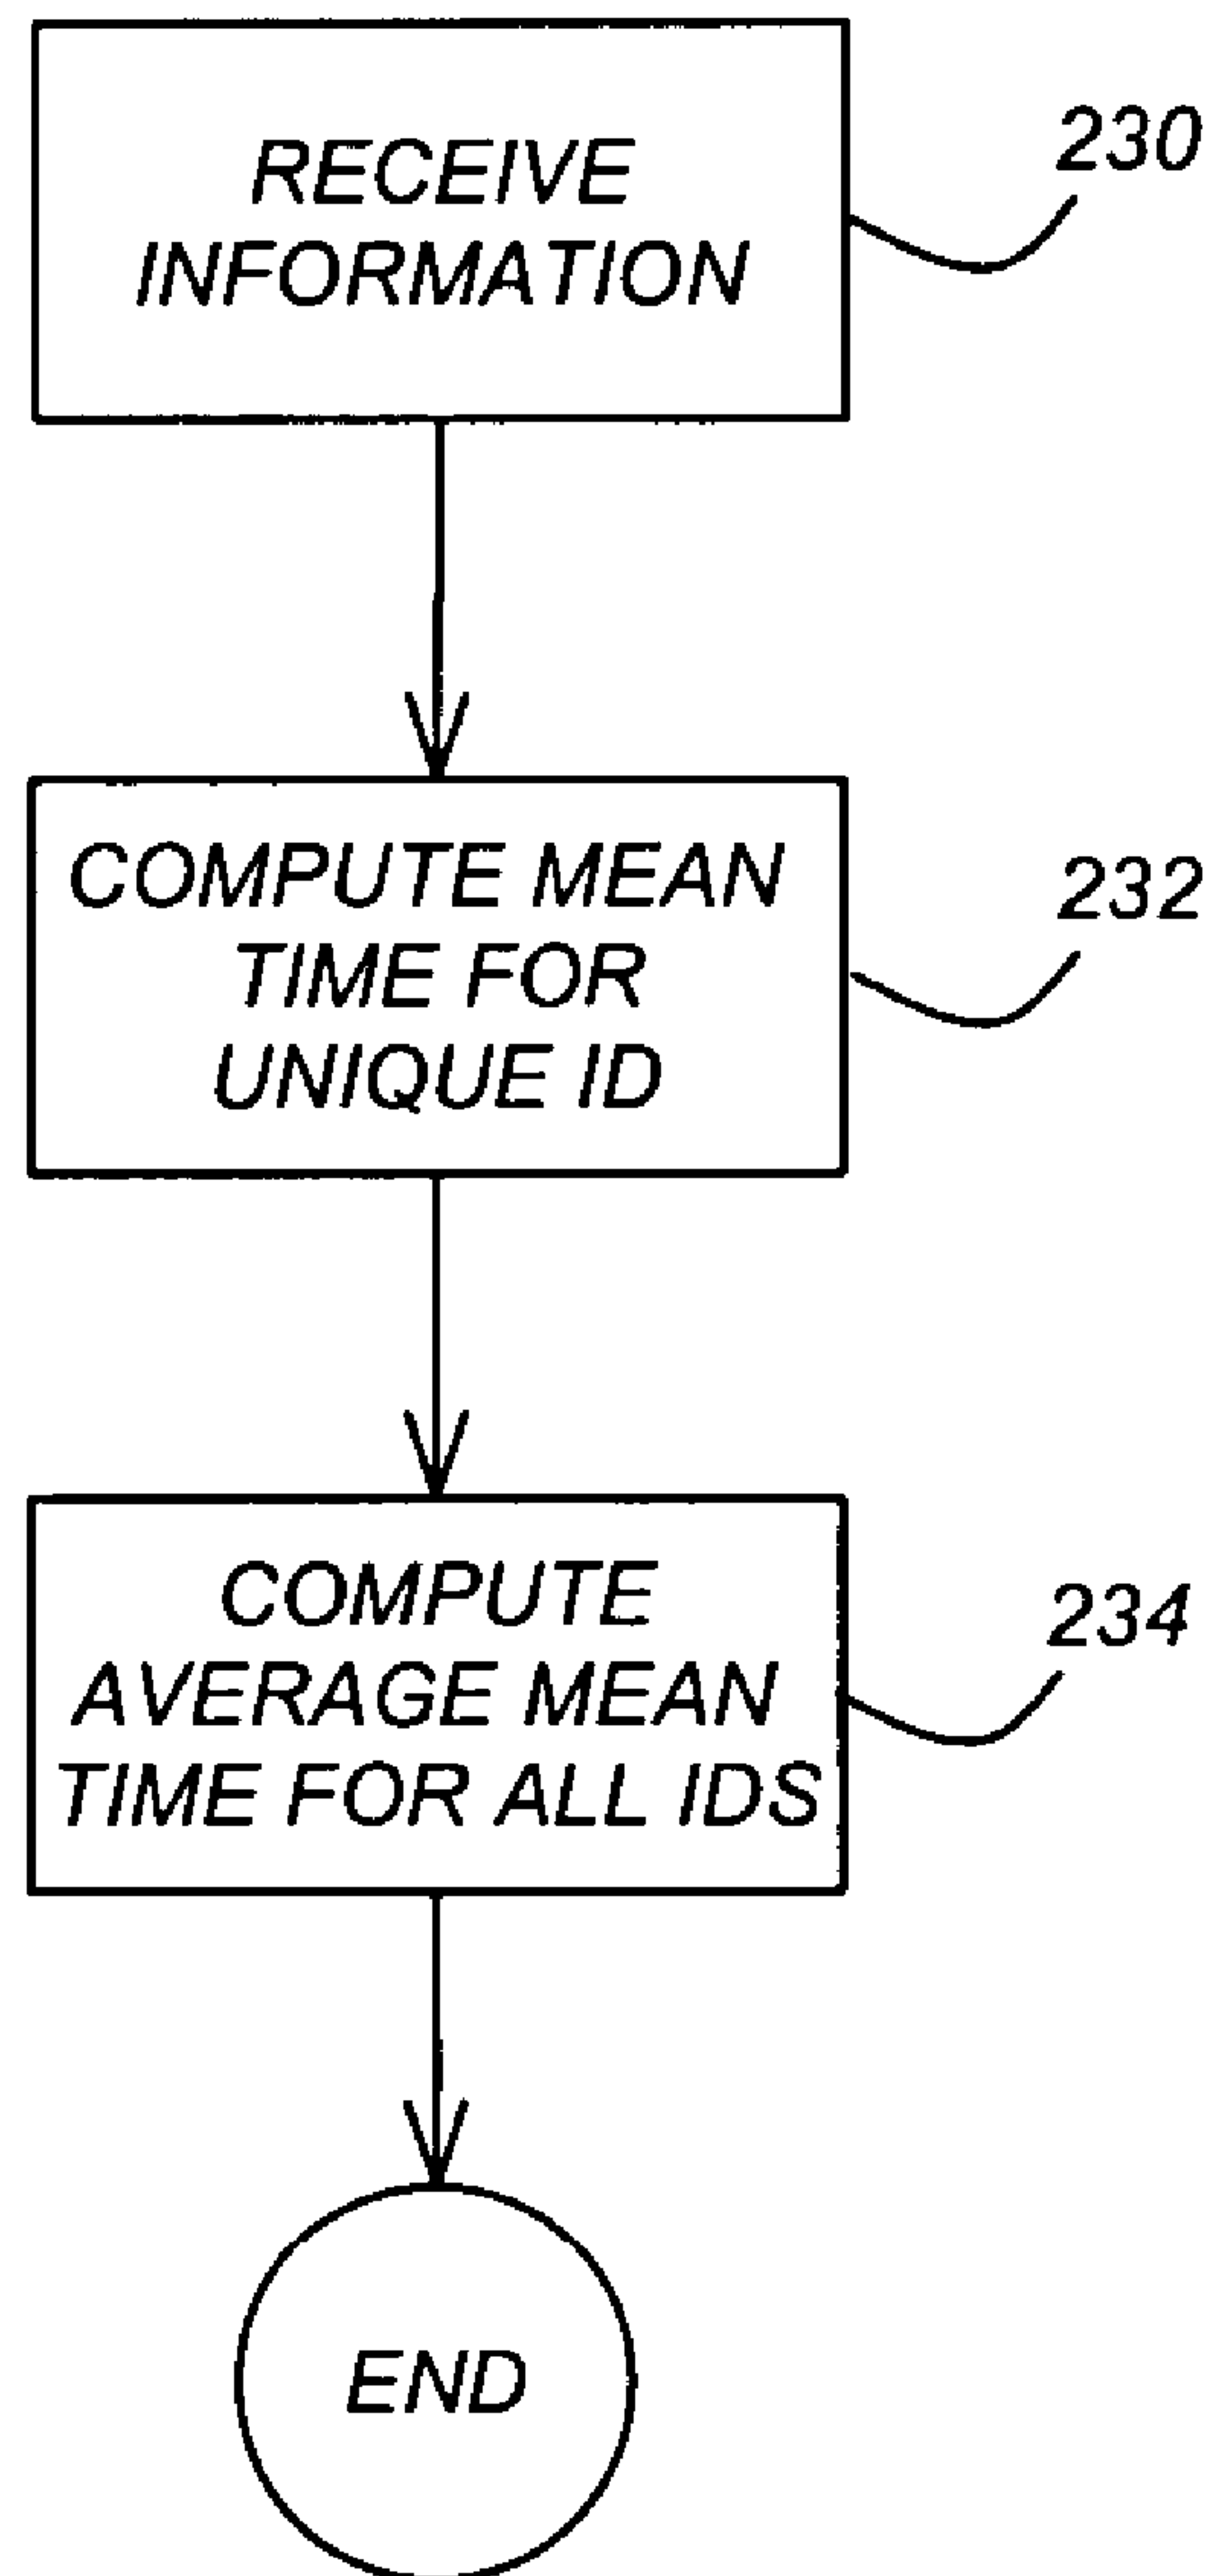 RECEIVE
INFORMATION
230
COMPUTE MEAN
TIME FOR
UNIQUE ID
232
COMPUTE
AVERAGE MEAN
TIME FOR ALL IDS
234
END